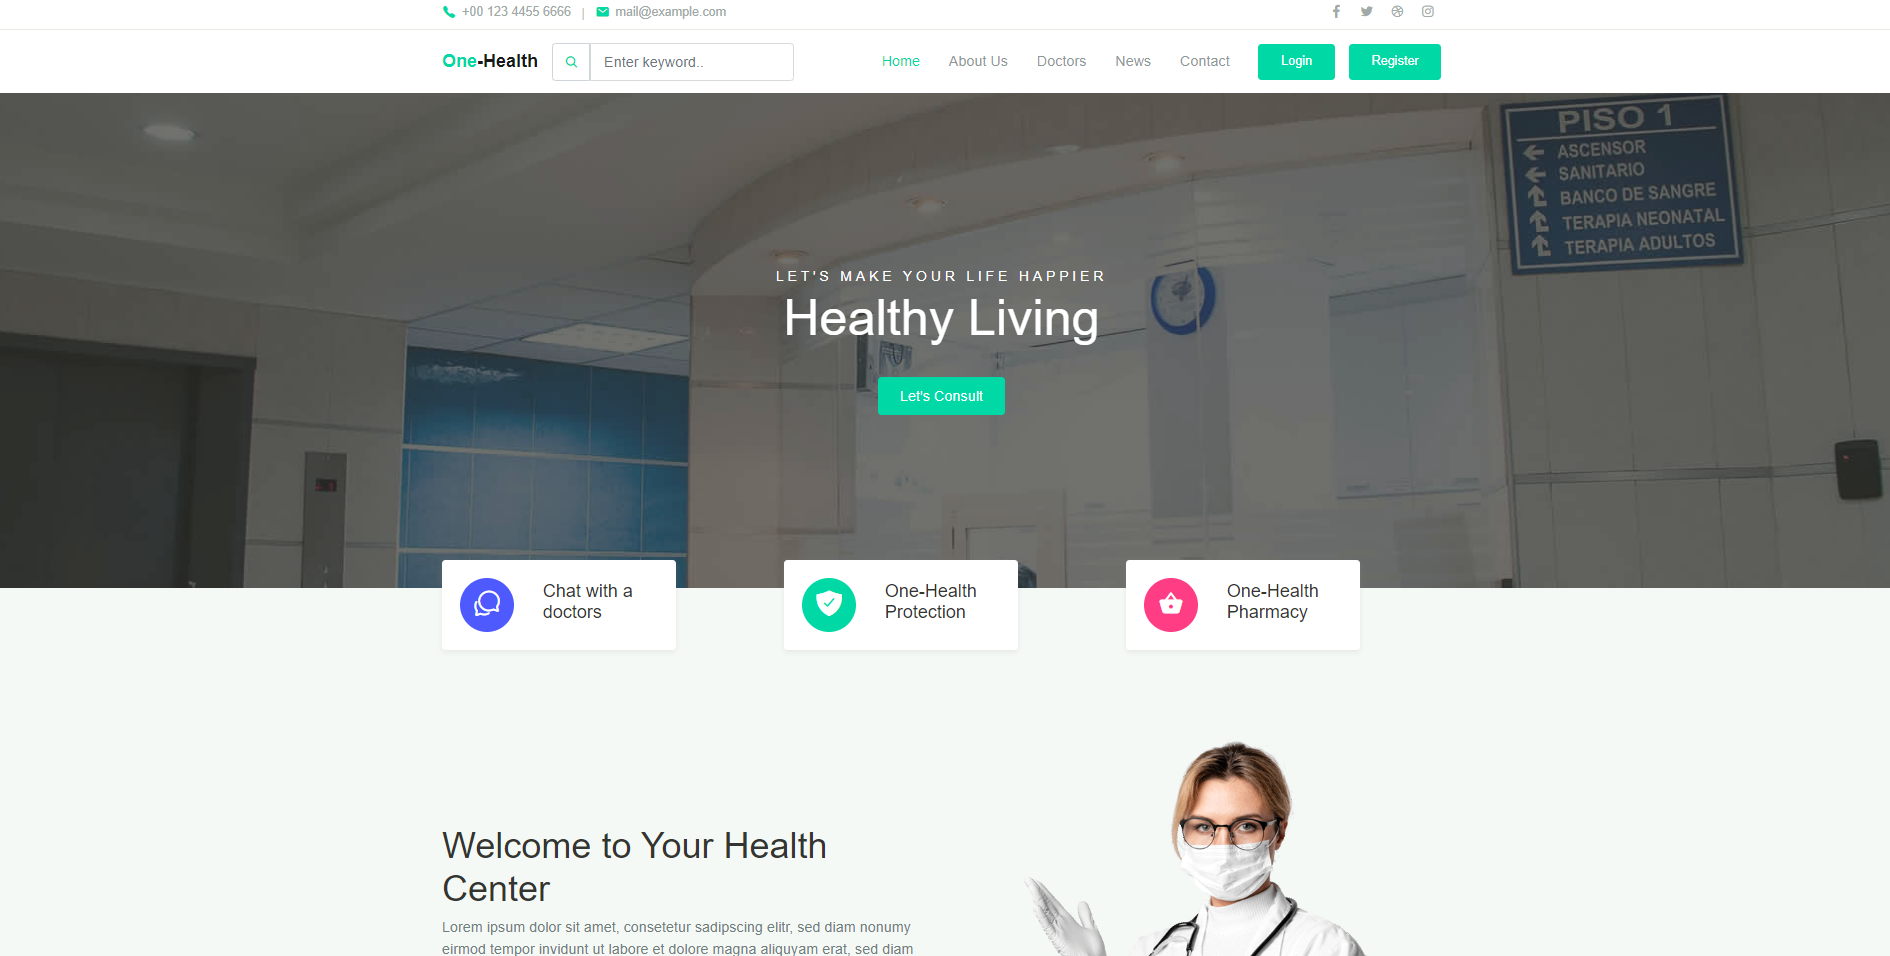 +00 123 4455 6666 | mail@example.com
One-Health
Enter keyword..
Home About Us Doctors News Contact Login Register
PISO 1
ASCENSOR
SANITARIO
BANCO DE SANGRE
TERAPIA NEONATAL
TERAPIA ADULTOS
LET'S MAKE YOUR LIFE HAPPIER
Healthy Living
Let's Consult
Chat with a
doctors
One-Health
Protection
One-Health
Pharmacy
Welcome to Your Health
Center
Lorem ipsum dolor sit amet, consetetur sadipscing elitr, sed diam nonumy
eirmod tempor invidunt ut labore et dolore magna aliquyam erat, sed diam